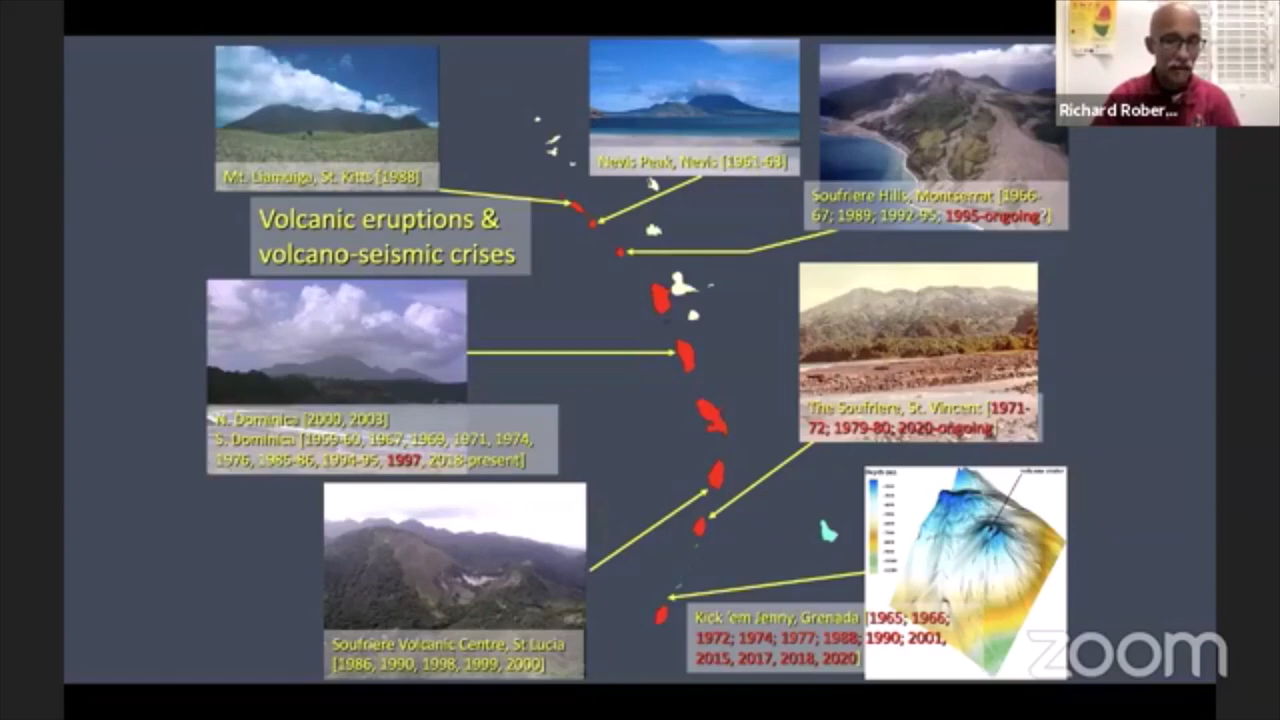 Richard Rober...
Mt. Liamuiga, St. Kitts [1988]
Nevis Peak, Nevis [1961-63]
Soufriere Hills, Montserrat [1966-
67; 1989; 1992-95; 1995-ongoing?]
Volcanic eruptions &
volcano-seismic crises
N. Dominica [2000, 2003]
S. Dominica [1959-60, 1967, 1969, 1971, 1974,
1976, 1985-86, 1994-95, 1997, 2018-present]
The Soufriere, St. Vincent [1971-
72; 1979-80; 2020-ongoing]
Soufriere Volcanic Centre, St Lucia
[1986, 1990, 1998, 1999, 2000]
Kick 'em Jenny, Grenada [1965; 1966;
1972; 1974; 1977; 1988; 1990; 2001,
2015, 2017, 2018, 2020]
zoom